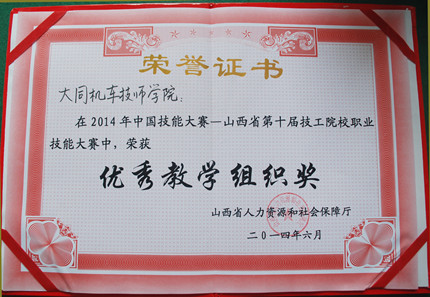 荣誉证书
大同机车技师学院:
在2014年中国技能大赛—山西省第十届技工院校职业
技能大赛中，荣获
优秀教学组织奖
山西省人力资源和社会保障厅
二〇一四年六月